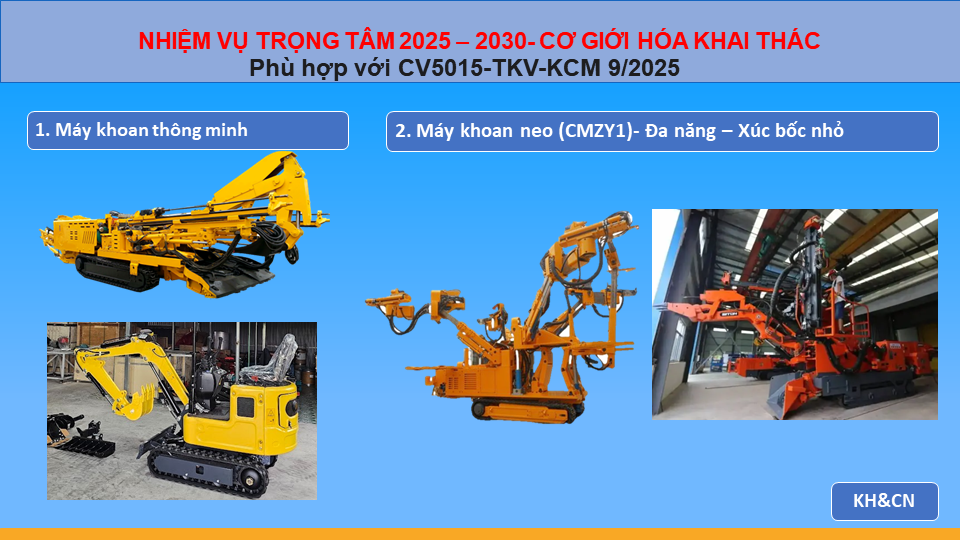 NHIỆM VỤ TRỌNG TÂM 2025 – 2030- CƠ GIỚI HÓA KHAI THÁC
Phù hợp với CV5015-TKV-KCM 9/2025
1. Máy khoan thông minh
2. Máy khoan neo (CMZY1)- Đa năng – Xúc bốc nhỏ
KH&CN